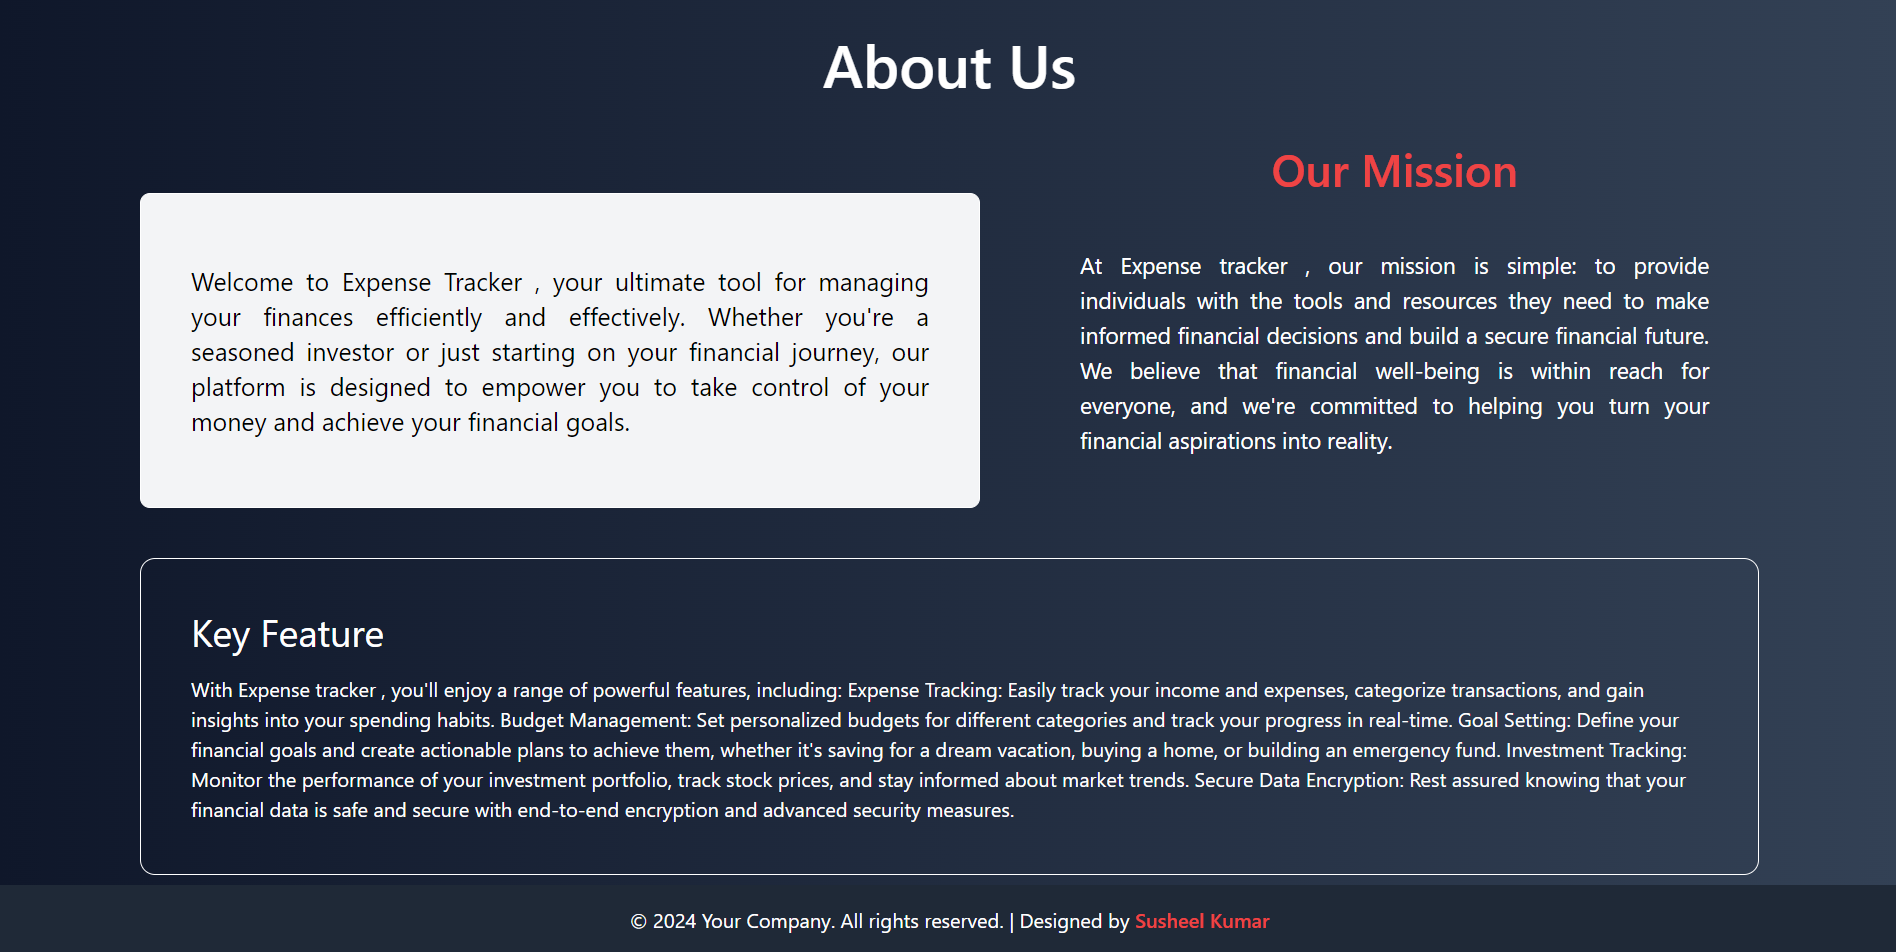 About Us
Welcome to Expense Tracker , your ultimate tool for managing
your finances efficiently and effectively. Whether you're a
seasoned investor or just starting on your financial journey, our
platform is designed to empower you to take control of your
money and achieve your financial goals.
Our Mission
At Expense tracker , our mission is simple: to provide
individuals with the tools and resources they need to make
informed financial decisions and build a secure financial future.
We believe that financial well-being is within reach for
everyone, and we're committed to helping you turn your
financial aspirations into reality.
Key Feature
With Expense tracker , you'll enjoy a range of powerful features, including: Expense Tracking: Easily track your income and expenses, categorize transactions, and gain
insights into your spending habits. Budget Management: Set personalized budgets for different categories and track your progress in real-time. Goal Setting: Define your
financial goals and create actionable plans to achieve them, whether it's saving for a dream vacation, buying a home, or building an emergency fund. Investment Tracking:
Monitor the performance of your investment portfolio, track stock prices, and stay informed about market trends. Secure Data Encryption: Rest assured knowing that your
financial data is safe and secure with end-to-end encryption and advanced security measures.
© 2024 Your Company. All rights reserved. | Designed by Susheel Kumar